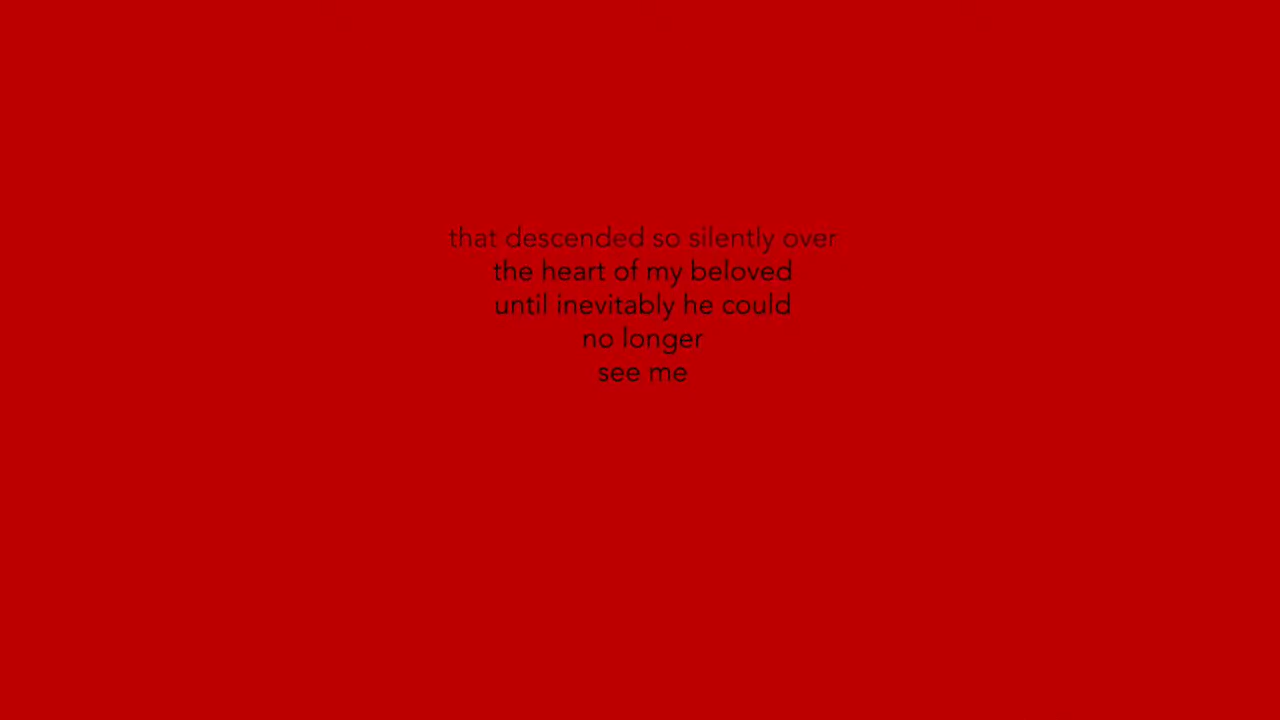 that descended so silently over
the heart of my beloved
until inevitably he could
no longer
see me